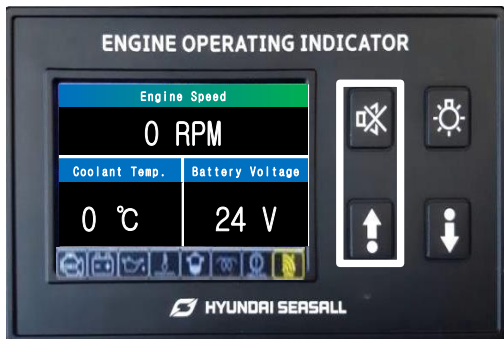 ENGINE OPERATING INDICATOR
Engine Speed
0 RPM
Coolant Temp.
Battery Voltage
0 ℃
24 V
HYUNDAI SEASALL